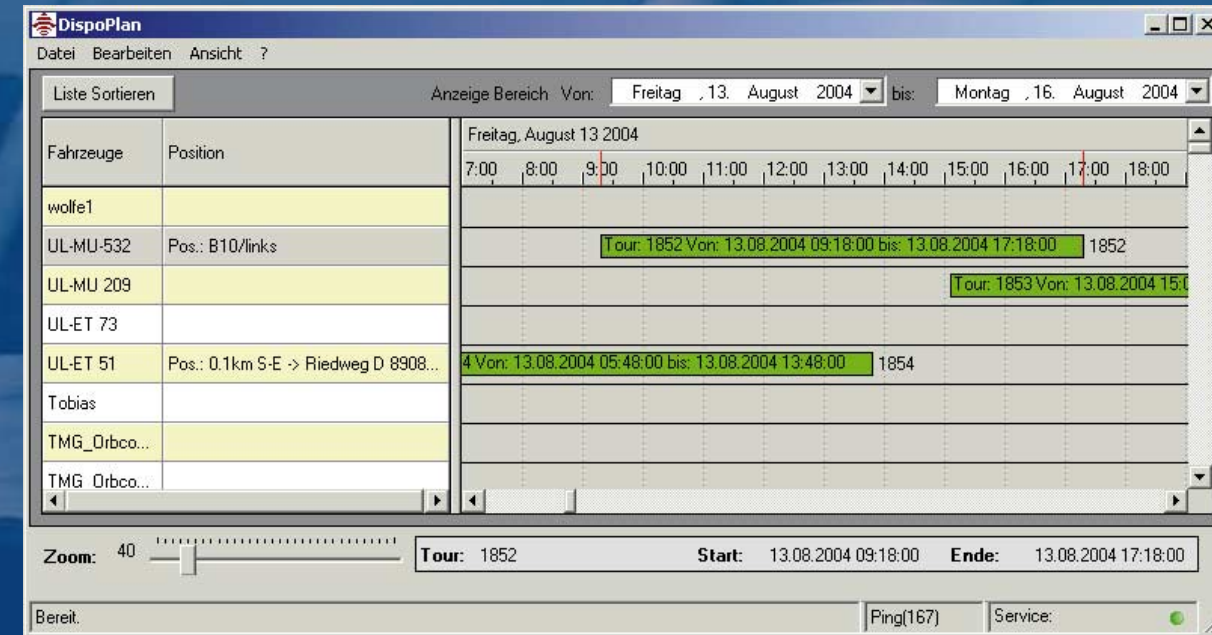 DispoPlan
Datei Bearbeiten Ansicht ?
Liste Sortieren Anzeige Bereich Von: Freitag , 13. August 2004 bis: Montag , 16. August 2004
Fahrzeuge Position Freitag, August 13 2004
7:00 8:00 9:00 10:00 11:00 12:00 13:00 14:00 15:00 16:00 17:00 18:00
wolfe1
UL-MU-532 Pos.: B10/links Tour: 1852 Von: 13.08.2004 09:18:00 bis: 13.08.2004 17:18:00 1852
UL-MU 209 Tour: 1853 Von: 13.08.2004 15:
UL-ET 73
UL-ET 51 Pos.: 0.1km S-E -> Riedweg D 8908... 4 Von: 13.08.2004 05:48:00 bis: 13.08.2004 13:48:00 1854
Tobias
TMG_Orbco...
TMG_Orbco...
Zoom: 40 Tour: 1852 Start: 13.08.2004 09:18:00 Ende: 13.08.2004 17:18:00
Bereit. Ping(167) Service: